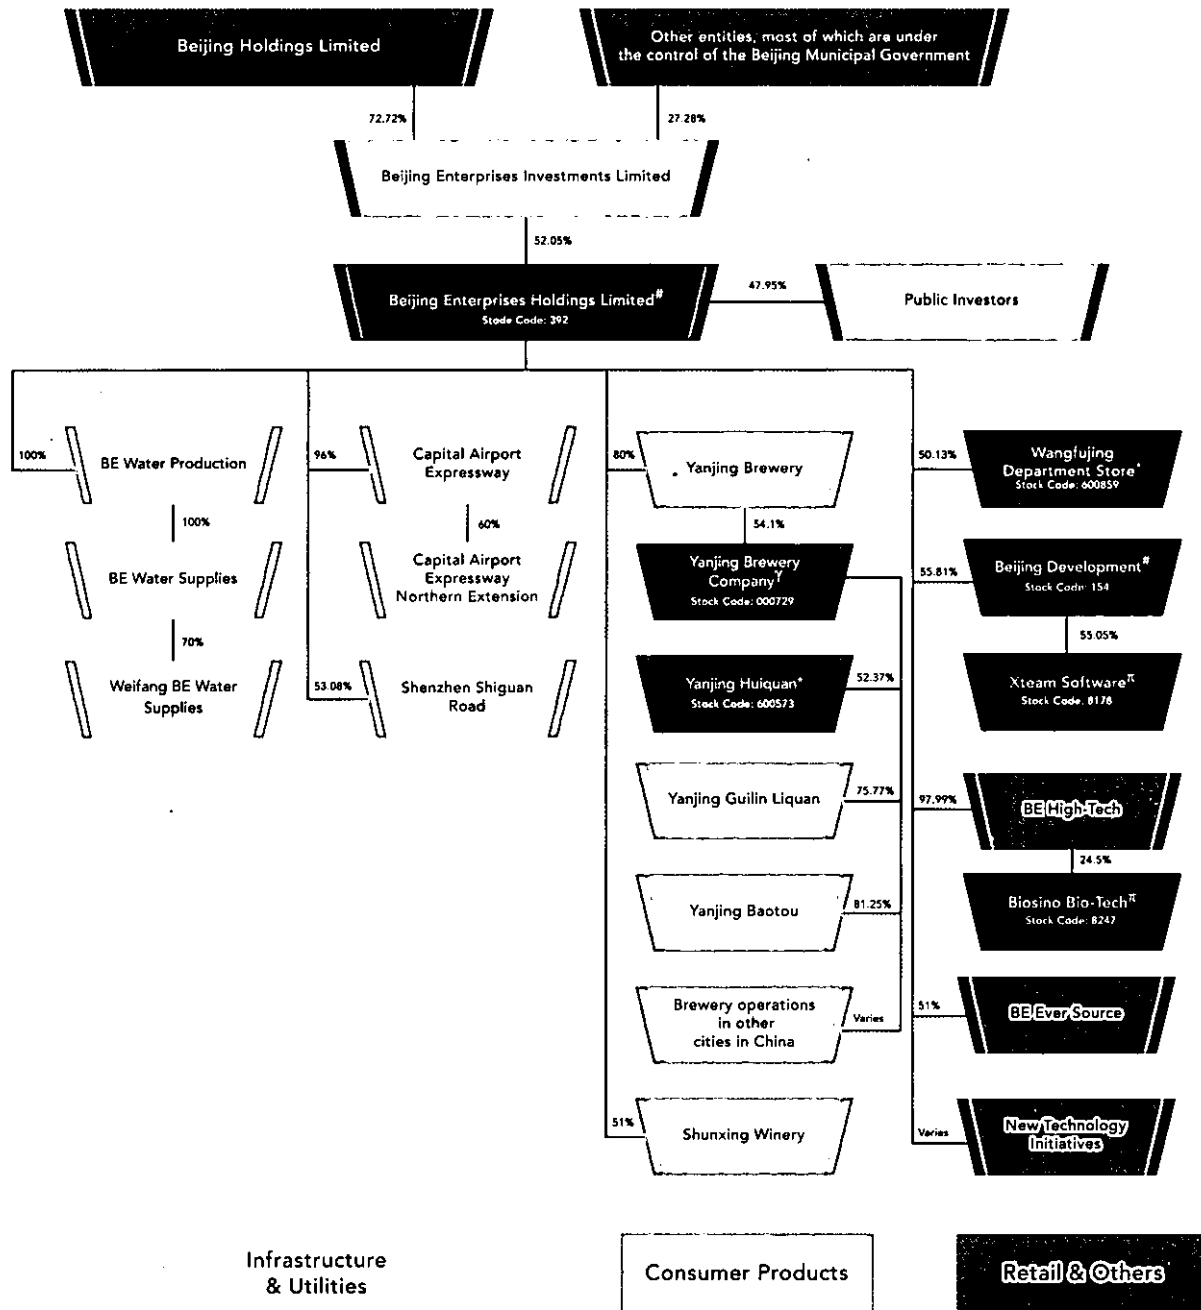 Beijing Holdings Limited
Other entities, most of which are under
the control of the Beijing Municipal Government
72.72%
27.28%
Beijing Enterprises Investments Limited
52.05%
Beijing Enterprises Holdings Limited#
Stode Code: 392
47.95%
Public Investors
100%
BE Water Production
96%
Capital Airport
Expressway
80%
Yanjing Brewery
50.13%
Wangfujing
Department Store*
Stock Code: 600859
100%
60%
54.1%
BE Water Supplies
Capital Airport
Expressway
Northern Extension
Yanjing Brewery
Company γ
Stock Code: 000729
55.81%
Beijing Development#
Stock Code: 154
70%
55.05%
Weifang BE Water
Supplies
53.08%
Shenzhen Shiguan
Road
Yanjing Huiquan*
Stock Code: 600573
52.37%
Xteam Softwareπ
Stock Code: 8178
Yanjing Guilin Liquan
75.77%
97.99%
BE High-Tech
24.5%
Yanjing Baotou
81.25%
Biosino Bio-Techπ
Stock Code: 8247
Brewery operations
in other
cities in China
Varies
51%
BE Ever Source
51%
Shunxing Winery
Varies
New Technology
Initiatives
Infrastructure
& Utilities
Consumer Products
Retail & Others